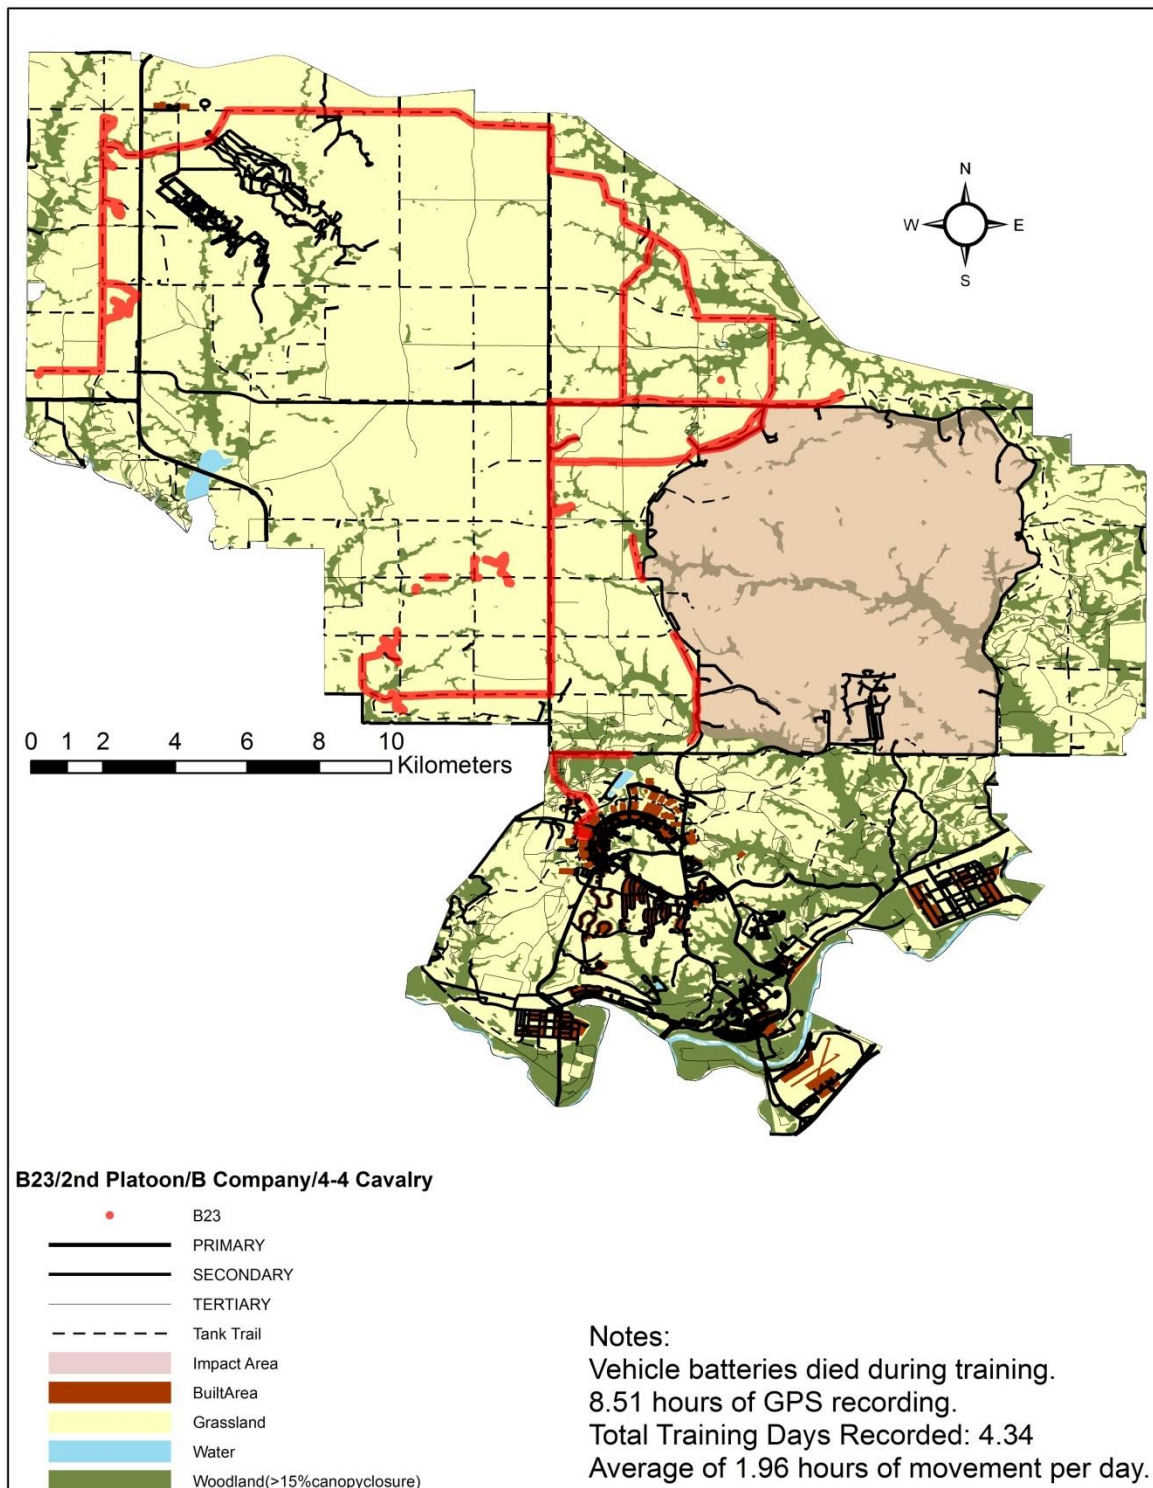 N
W E
S
0 1 2 4 6 8 10
Kilometers
B23/2nd Platoon/B Company/4-4 Cavalry
B23
PRIMARY
SECONDARY
TERTIARY
Tank Trail
Impact Area
BuiltArea
Grassland
Water
Woodland(>15%canopyclosure)
Notes:
Vehicle batteries died during training.
8.51 hours of GPS recording.
Total Training Days Recorded: 4.34
Average of 1.96 hours of movement per day.